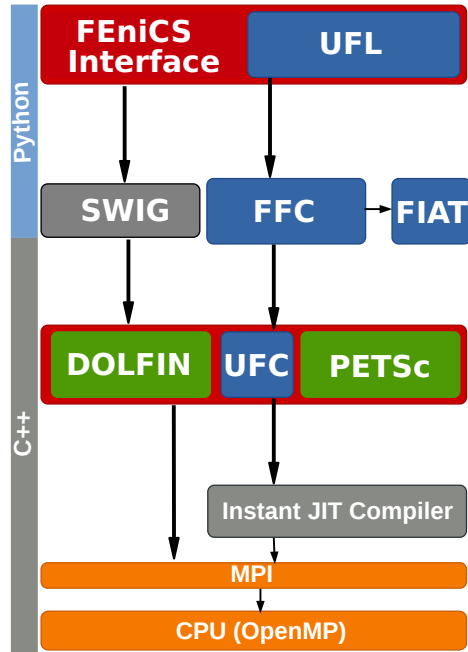 FEniCS
Interface
UFL
Python
SWIG
FFC
FIAT
DOLFIN
UFC
PETSc
C++
Instant JIT Compiler
MPI
CPU (OpenMP)